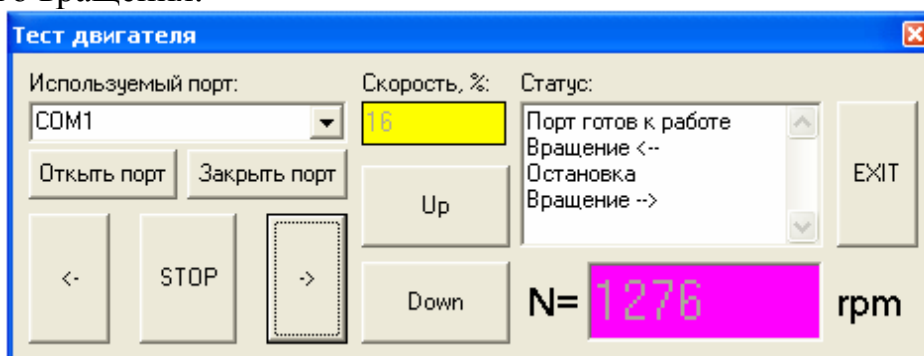 Тест двигателя
Используемый порт:
COM1
Откыть порт
Закрыть порт
<-
STOP
->
Скорость, %:
16
Up
Down
Статус:
Порт готов к работе
Вращение <--
Остановка
Вращение -->
EXIT
N= 1276 rpm